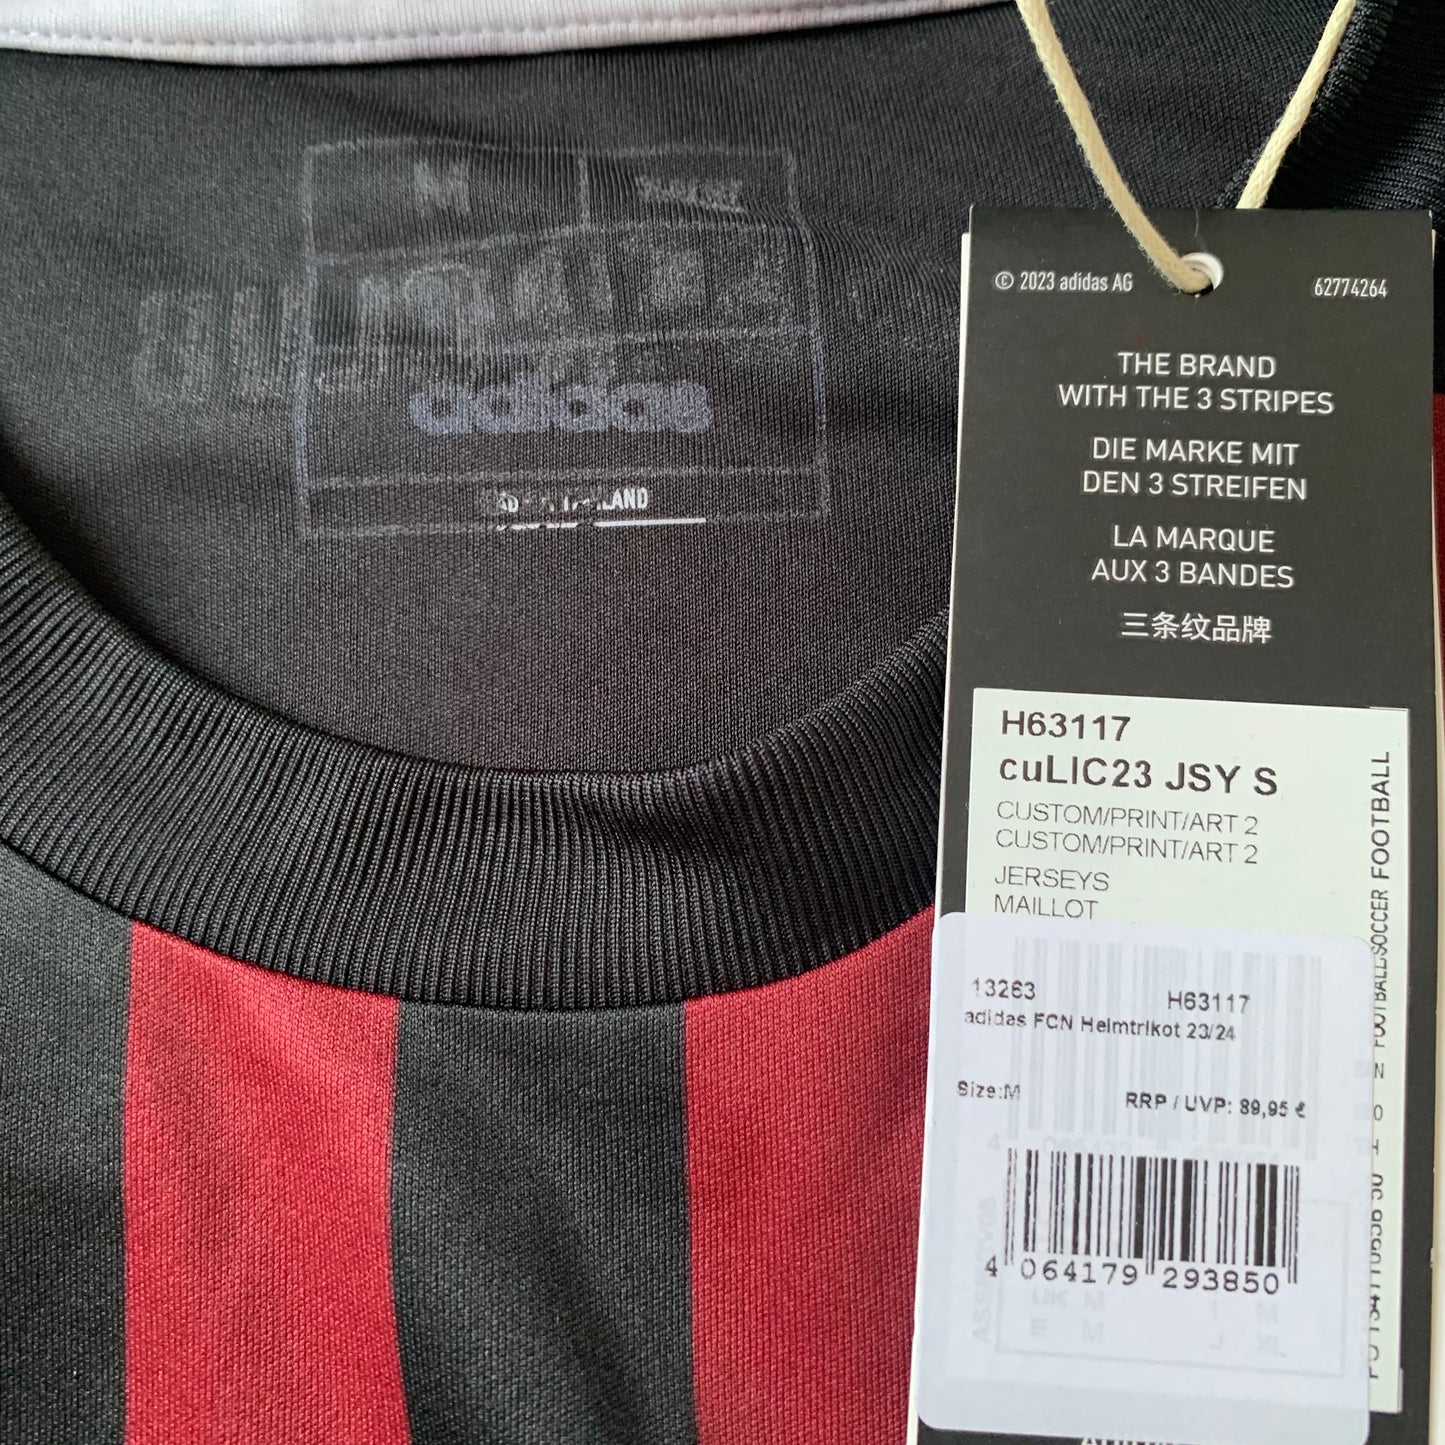 adidas
LAND
© 2023 adidas AG 62774264
THE BRAND
WITH THE 3 STRIPES
DIE MARKE MIT
DEN 3 STREIFEN
LA MARQUE
AUX 3 BANDES
三条纹品牌
H63117
cuLIC23 JSY S
CUSTOM/PRINT/ART 2
CUSTOM/PRINT/ART 2
JERSEYS
MAILLOT
FOOTBALL/SOCCER FOOTBALL
13263 H63117
adidas FCN Heimtrikot 23/24
Size:M RRP / UVP: 89,95 €
4 064179 293850